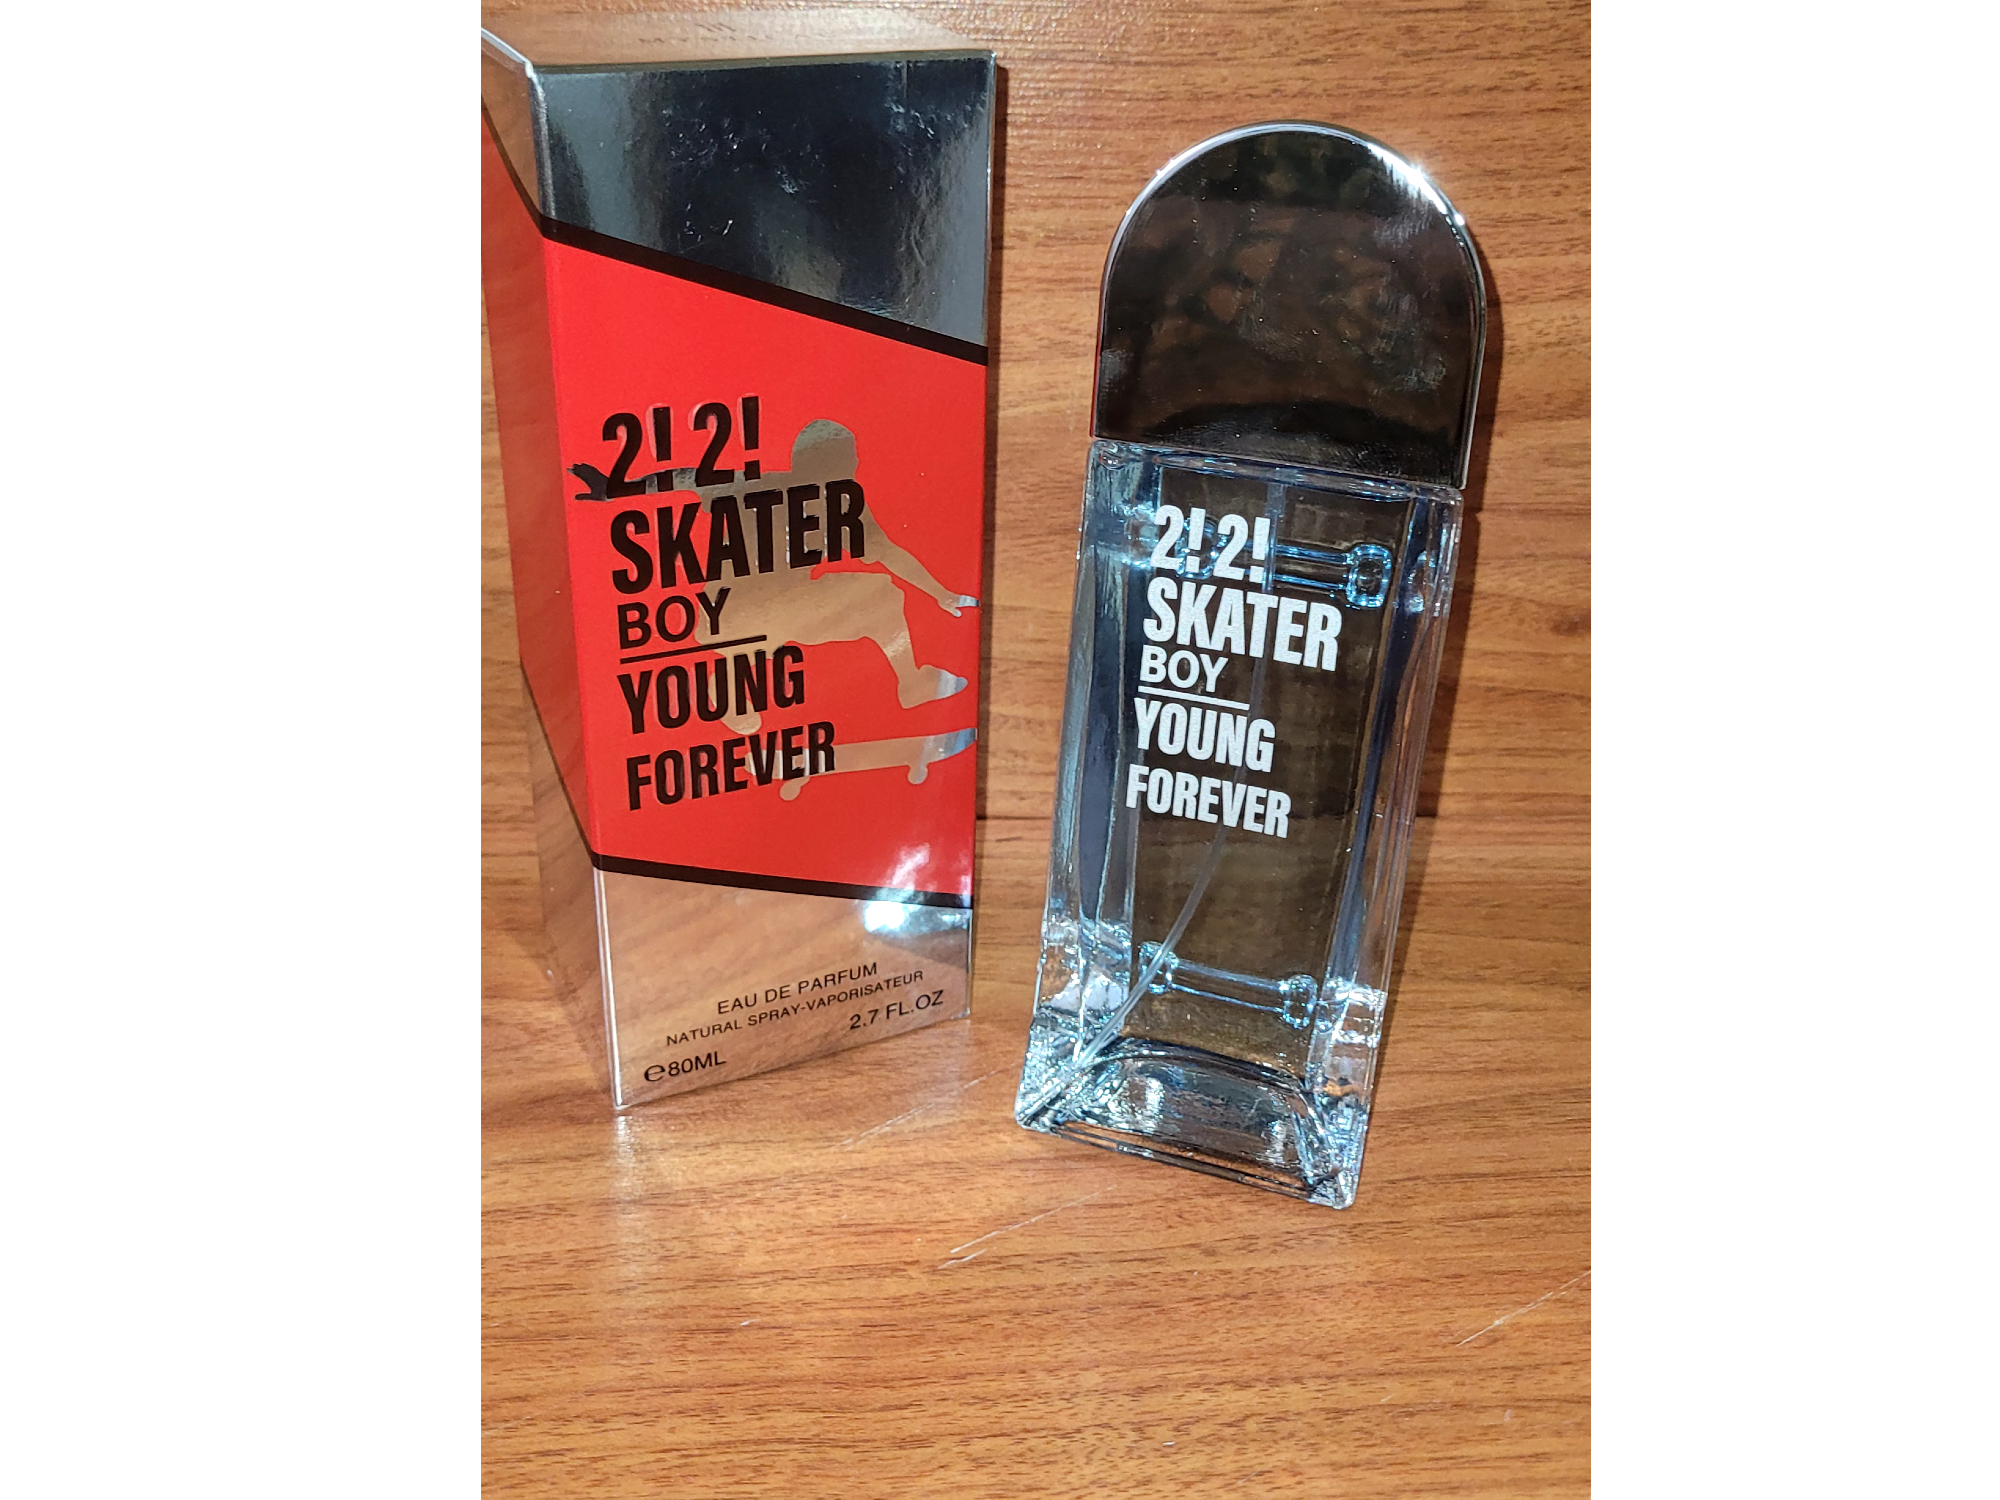 2! 2!
SKATER
BOY
YOUNG
FOREVER
EAU DE PARFUM
NATURAL SPRAY-VAPORISATEUR
2.7 FL.OZ
℮80ML
2! 2!
SKATER
BOY
YOUNG
FOREVER